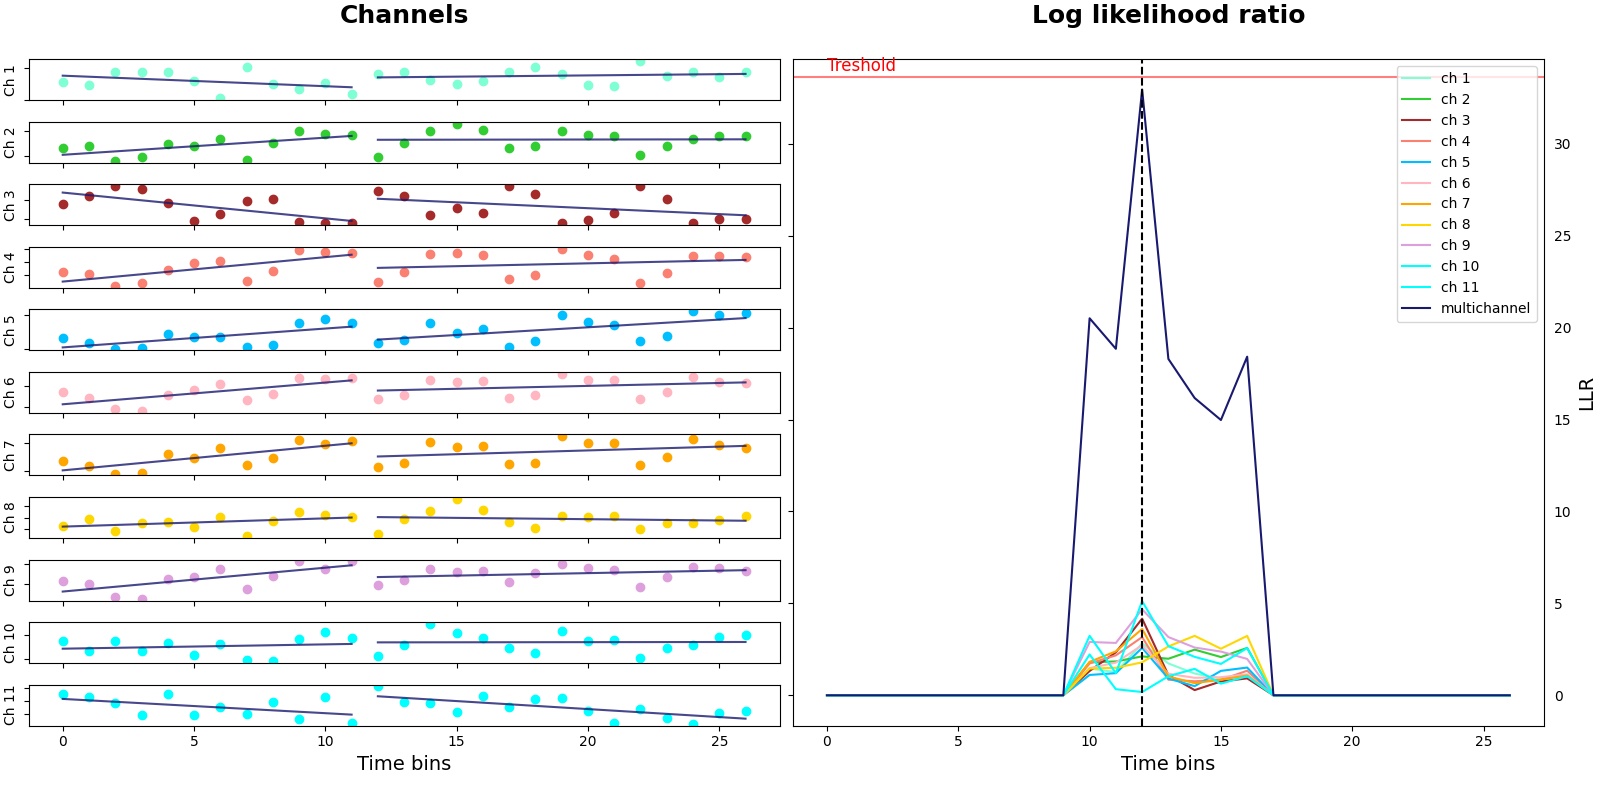 Channels
Ch 1
Ch 2
Ch 3
Ch 4
Ch 5
Ch 6
Ch 7
Ch 8
Ch 9
Ch 10
Ch 11
0 5 10 15 20 25
Time bins
Log likelihood ratio
Treshold
ch 1
ch 2
ch 3
ch 4
ch 5
ch 6
ch 7
ch 8
ch 9
ch 10
ch 11
multichannel
30
25
20
15
10
5
0
LLR
0 5 10 15 20 25
Time bins